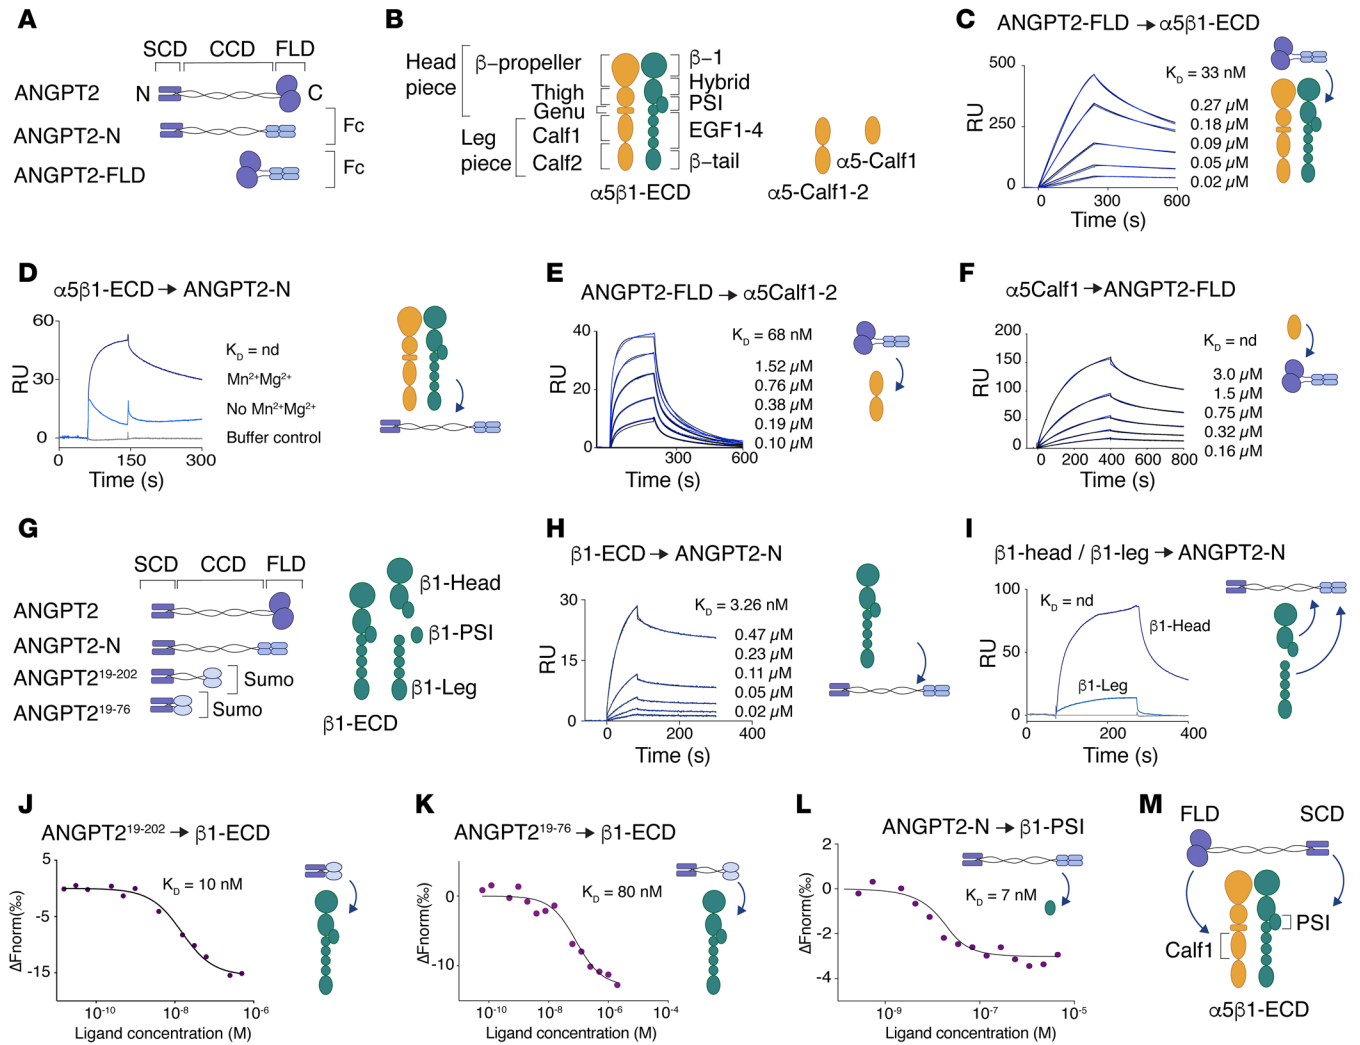 A
SCD CCD FLD
ANGPT2 N C
ANGPT2-N Fc
ANGPT2-FLD Fc
B
Head piece
β-propeller
Thigh
Genu
Leg piece
Calf1
Calf2
β-1
Hybrid
PSI
EGF1-4
β-tail
α5β1-ECD
α5-Calf1
α5-Calf1-2
C
ANGPT2-FLD → α5β1-ECD
500
250
0
RU
0 300 600
Time (s)
K_D = 33 nM
0.27 µM
0.18 µM
0.09 µM
0.05 µM
0.02 µM
D
α5β1-ECD → ANGPT2-N
60
30
0
RU
0 150 300
Time (s)
K_D = nd
Mn²⁺Mg²⁺
No Mn²⁺Mg²⁺
Buffer control
E
ANGPT2-FLD → α5Calf1-2
40
20
0
RU
300 600
Time (s)
K_D = 68 nM
1.52 µM
0.76 µM
0.38 µM
0.19 µM
0.10 µM
F
α5Calf1 → ANGPT2-FLD
200
150
100
50
0
RU
0 200 400 600 800
Time (s)
K_D = nd
3.0 µM
1.5 µM
0.75 µM
0.32 µM
0.16 µM
G
SCD CCD FLD
ANGPT2
ANGPT2-N
ANGPT2¹⁹⁻²⁰² Sumo
ANGPT2¹⁹⁻⁷⁶ Sumo
β1-Head
β1-PSI
β1-Leg
β1-ECD
H
β1-ECD → ANGPT2-N
30
15
0
RU
0 200 400
Time (s)
K_D = 3.26 nM
0.47 µM
0.23 µM
0.11 µM
0.05 µM
0.02 µM
I
β1-head / β1-leg → ANGPT2-N
100
50
0
RU
0 200 400
Time (s)
K_D = nd
β1-Head
β1-Leg
J
ANGPT2¹⁹⁻²⁰² → β1-ECD
5
-5
-15
ΔFnorm(‰)
K_D = 10 nM
10⁻¹⁰ 10⁻⁸ 10⁻⁶
Ligand concentration (M)
K
ANGPT2¹⁹⁻⁷⁶ → β1-ECD
0
-10
ΔFnorm(‰)
K_D = 80 nM
10⁻¹⁰ 10⁻⁸ 10⁻⁶ 10⁻⁴
Ligand concentration (M)
L
ANGPT2-N → β1-PSI
2
0
-2
-4
ΔFnorm(‰)
K_D = 7 nM
10⁻⁹ 10⁻⁷ 10⁻⁵
Ligand concentration (M)
M
FLD SCD
PSI
Calf1
α5β1-ECD